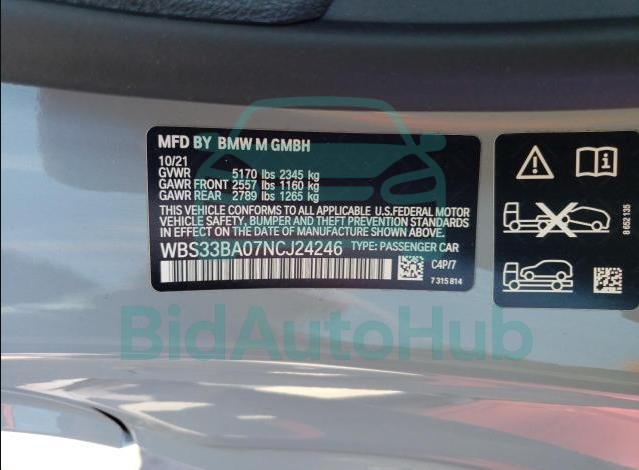 MFD BY BMW M GMBH
10/21
GVWR 5170 lbs 2345 kg
GAWR FRONT 2557 lbs 1160 kg
GAWR REAR 2789 lbs 1265 kg
THIS VEHICLE CONFORMS TO ALL APPLICABLE U.S.FEDERAL MOTOR
VEHICLE SAFETY, BUMPER AND THEFT PREVENTION STANDARDS
IN EFFECT ON THE DATE OF MANUFACTURE SHOWN ABOVE.
WBS33BA07NCJ24246 TYPE: PASSENGER CAR
C4P/7
7 315 814
8 662 135
BidAutoHub